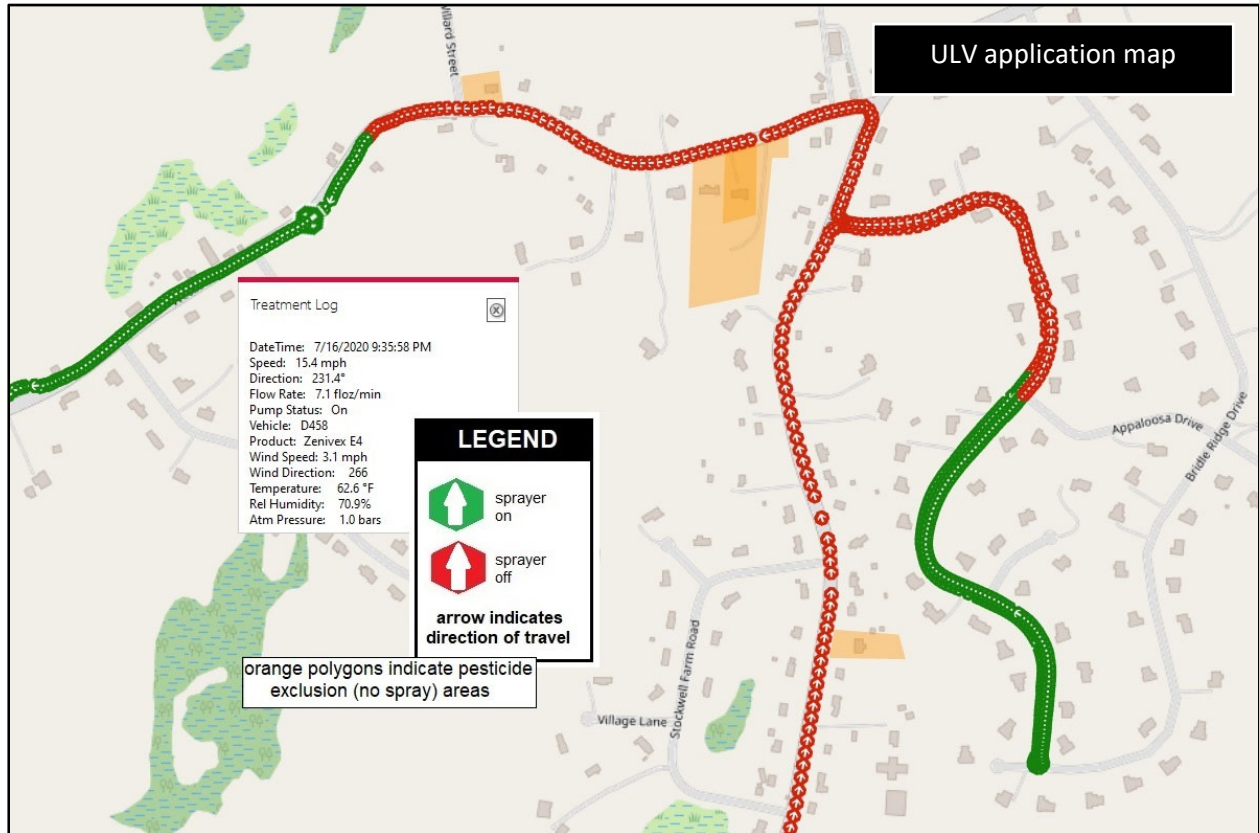 Willard Street
ULV application map
Treatment Log
DateTime: 7/16/2020 9:35:58 PM
Speed: 15.4 mph
Direction: 231.4°
Flow Rate: 7.1 floz/min
Pump Status: On
Vehicle: D458
Product: Zenivex E4
Wind Speed: 3.1 mph
Wind Direction: 266
Temperature: 62.6 °F
Rel Humidity: 70.9%
Atm Pressure: 1.0 bars
LEGEND
sprayer
on
sprayer
off
arrow indicates
direction of travel
orange polygons indicate pesticide
exclusion (no spray) areas
Appaloosa Drive
Bridle Ridge Drive
Stockwell Farm Road
Village Lane